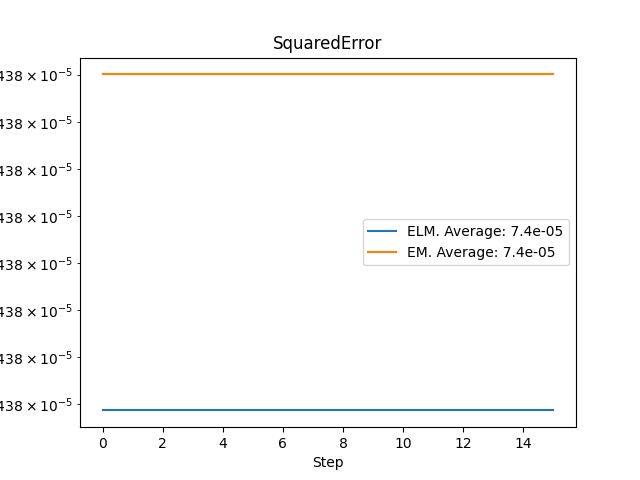 SquaredError
438 × 10⁻⁵
438 × 10⁻⁵
438 × 10⁻⁵
438 × 10⁻⁵
438 × 10⁻⁵
438 × 10⁻⁵
438 × 10⁻⁵
438 × 10⁻⁵
ELM. Average: 7.4e-05
EM. Average: 7.4e-05
0 2 4 6 8 10 12 14
Step